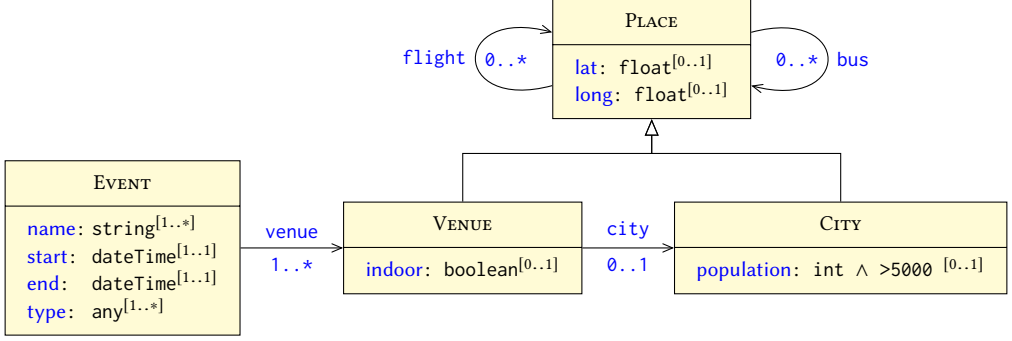 PLACE
flight 0..*
lat: float[0..1]
long: float[0..1]
0..* bus
EVENT
name: string[1..*]
start: dateTime[1..1]
end: dateTime[1..1]
type: any[1..*]
venue
1..*
VENUE
indoor: boolean[0..1]
city
0..1
CITY
population: int ∧ >5000 [0..1]